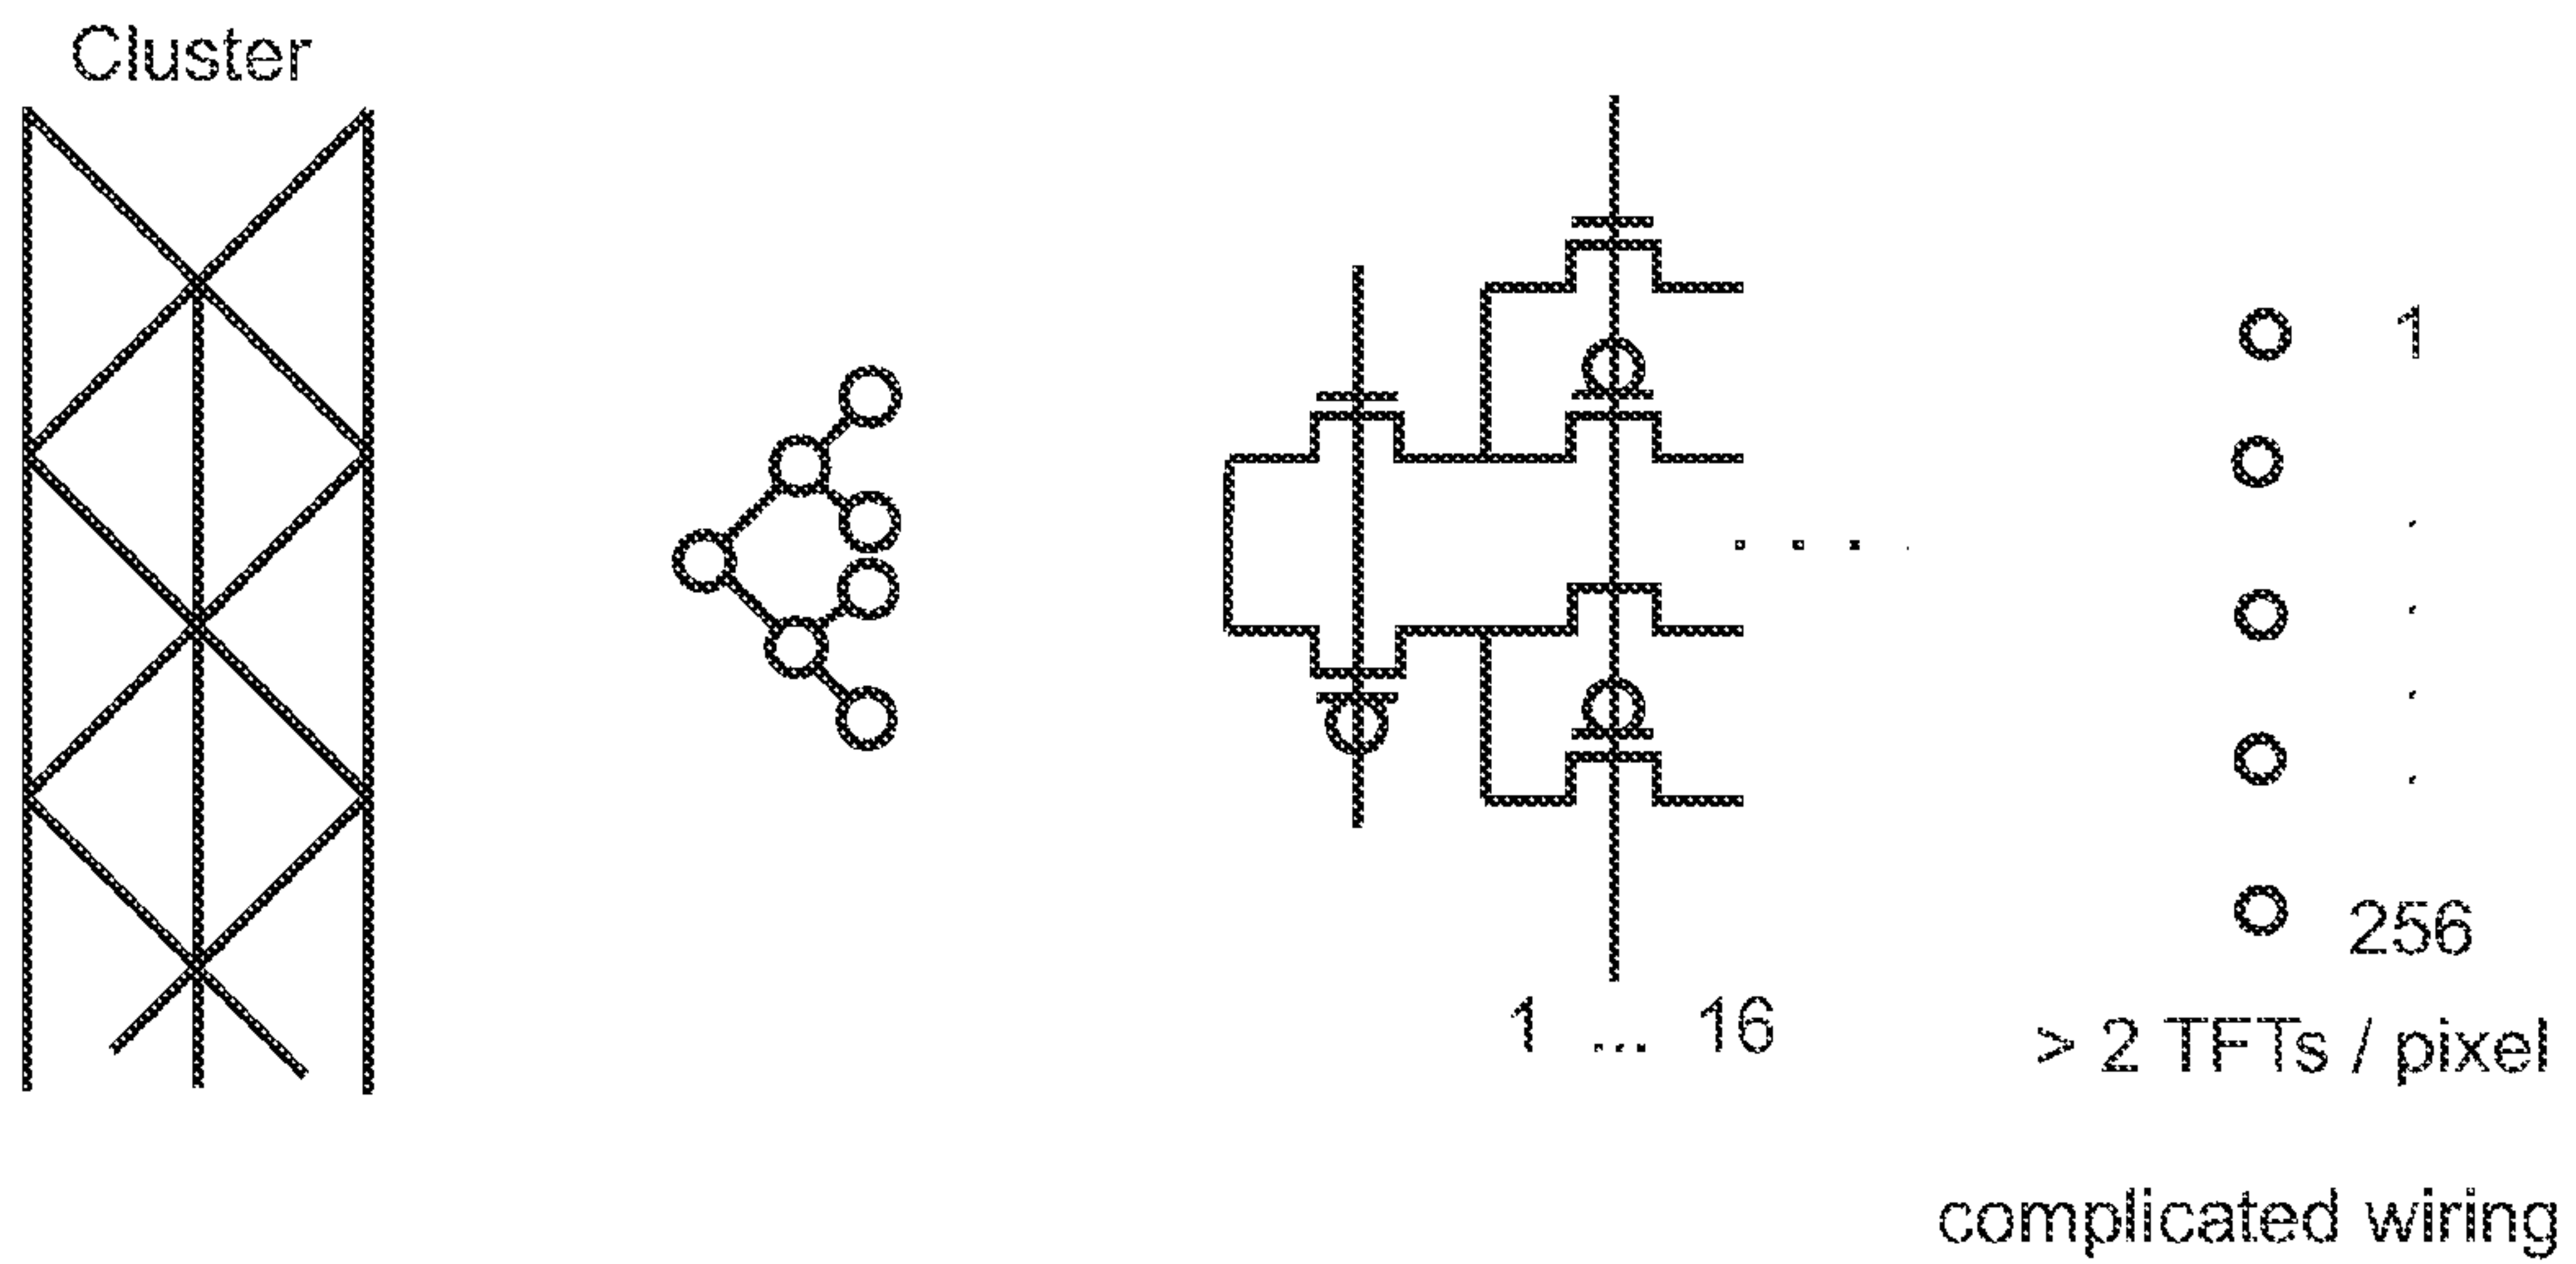 Cluster
1
256
1 ... 16
> 2 TFTs / pixel
complicated wiring